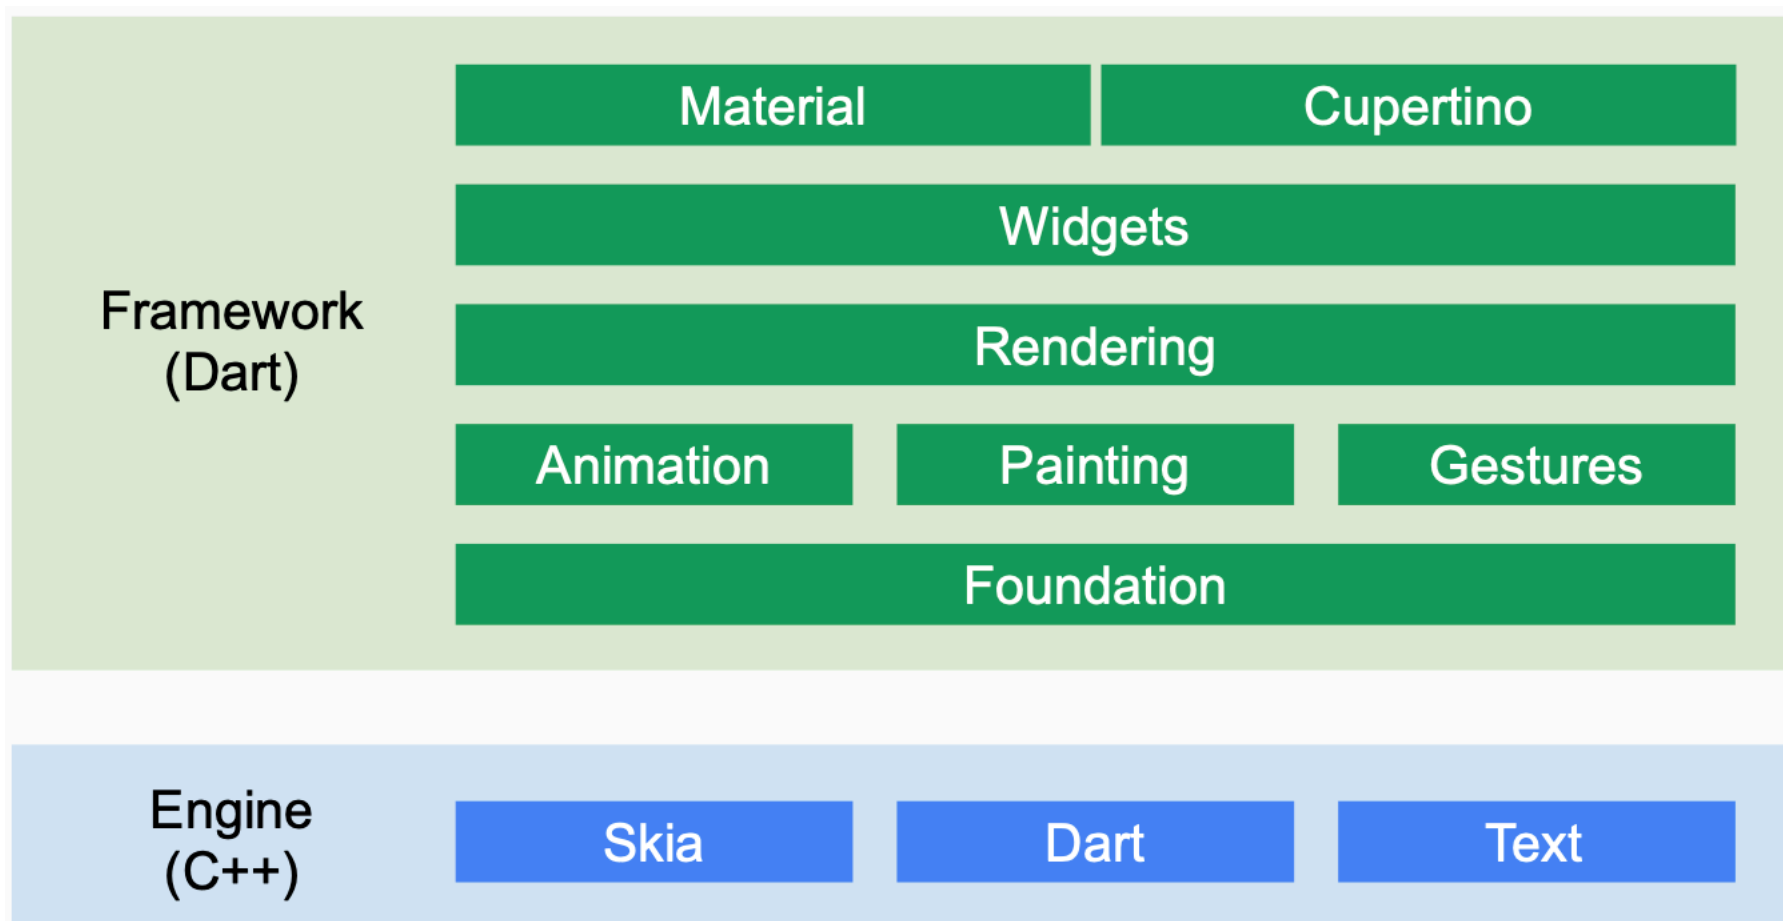 Material
Cupertino
Widgets
Framework
(Dart)
Rendering
Animation
Painting
Gestures
Foundation
Engine
(C++)
Skia
Dart
Text